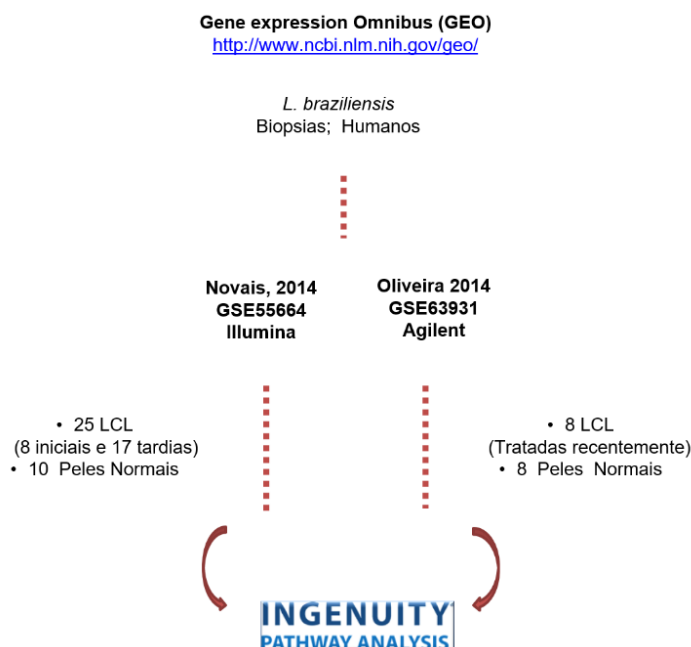 Gene expression Omnibus (GEO)
http://www.ncbi.nlm.nih.gov/geo/
L. braziliensis
Biopsias; Humanos
Novais, 2014
GSE55664
Illumina
Oliveira 2014
GSE63931
Agilent
• 25 LCL
(8 iniciais e 17 tardias)
• 10 Peles Normais
• 8 LCL
(Tratadas recentemente)
• 8 Peles Normais
INGENUITY
PATHWAY ANALYSIS